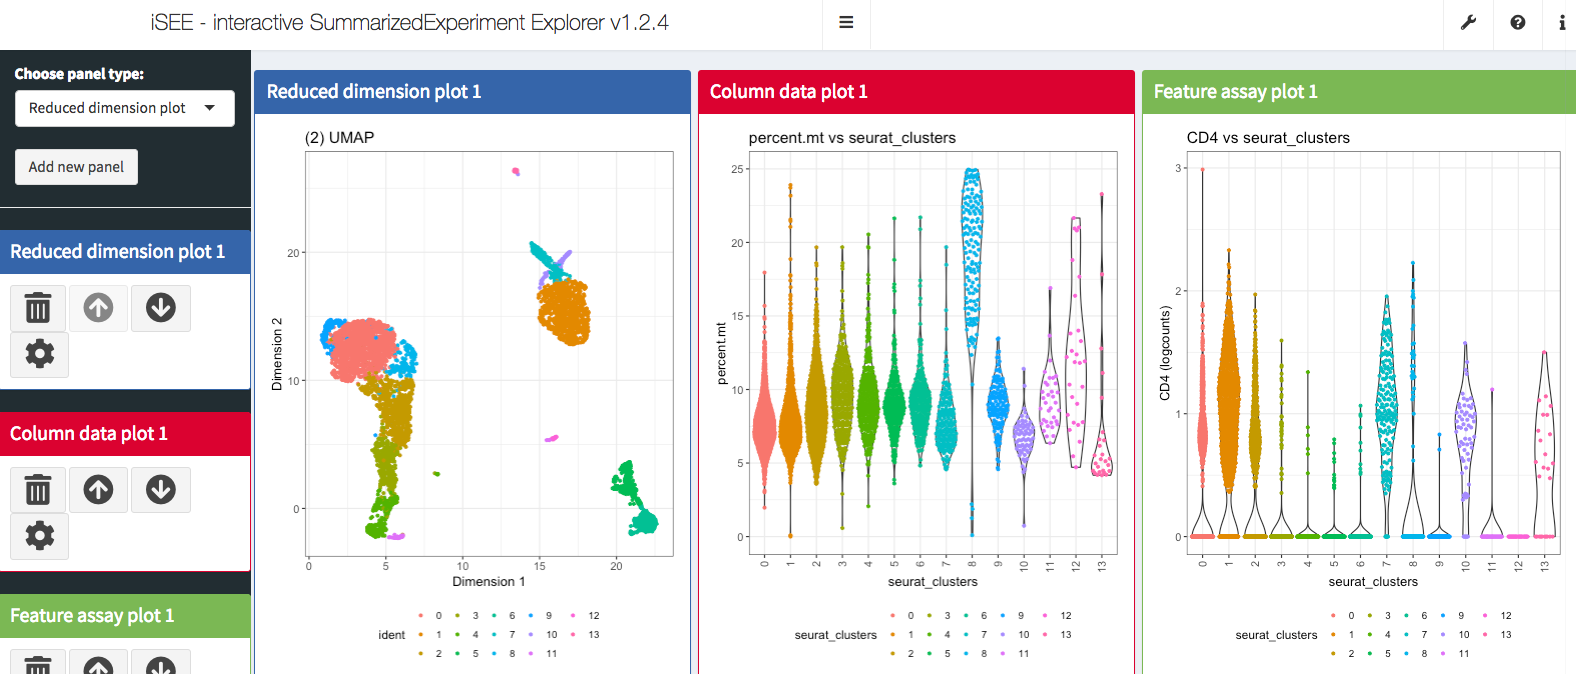 iSEE - interactive SummarizedExperiment Explorer v1.2.4
Choose panel type:
Reduced dimension plot
Add new panel
Reduced dimension plot 1
Column data plot 1
Feature assay plot 1
Reduced dimension plot 1
(2) UMAP
Dimension 2
20
10
0
0 5 10 15 20
Dimension 1
ident
0 3 6 9 12
1 4 7 10 13
2 5 8 11
Column data plot 1
percent.mt vs seurat_clusters
percent.mt
25
20
15
10
5
0
0 1 2 3 4 5 6 7 8 9 10 11 12 13
seurat_clusters
seurat_clusters
0 3 6 9 12
1 4 7 10 13
2 5 8 11
Feature assay plot 1
CD4 vs seurat_clusters
CD4 (logcounts)
3
2
1
0
0 1 2 3 4 5 6 7 8 9 10 11 12 13
seurat_clusters
seurat_clusters
0 3 6 9 12
1 4 7 10 13
2 5 8 11